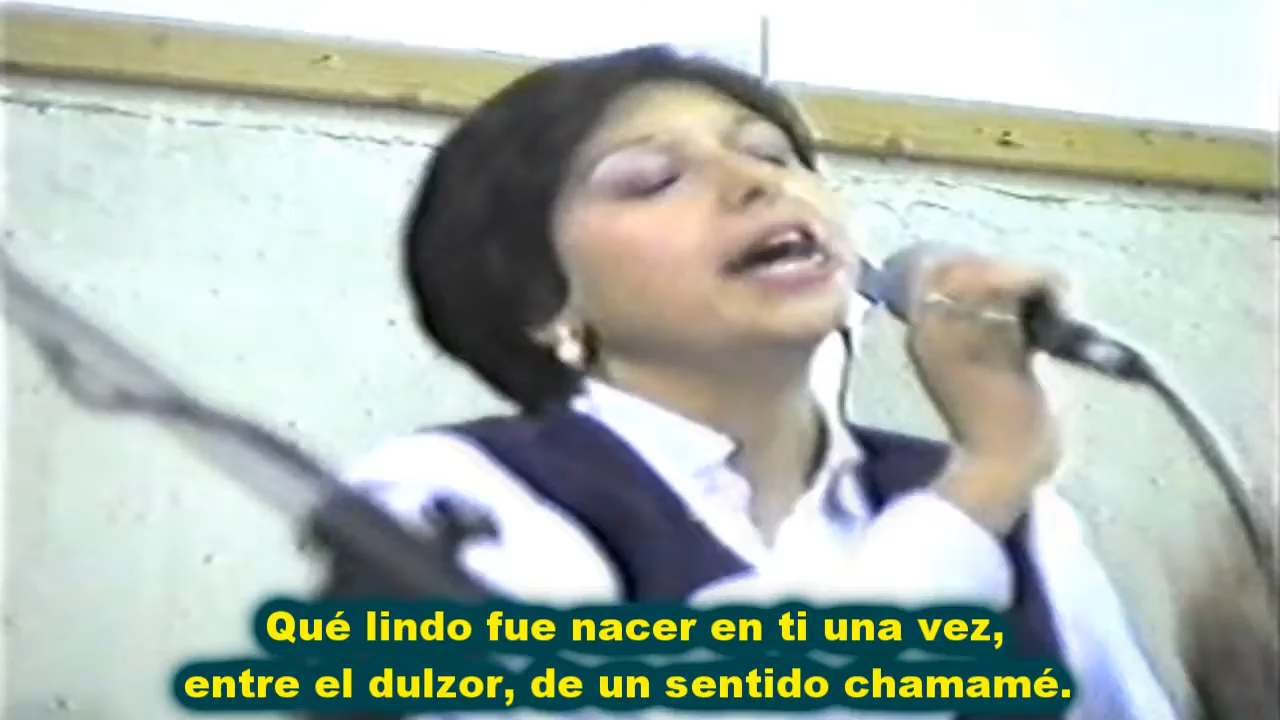 Qué lindo fue nacer en ti una vez,
entre el dulzor, de un sentido chamamé.